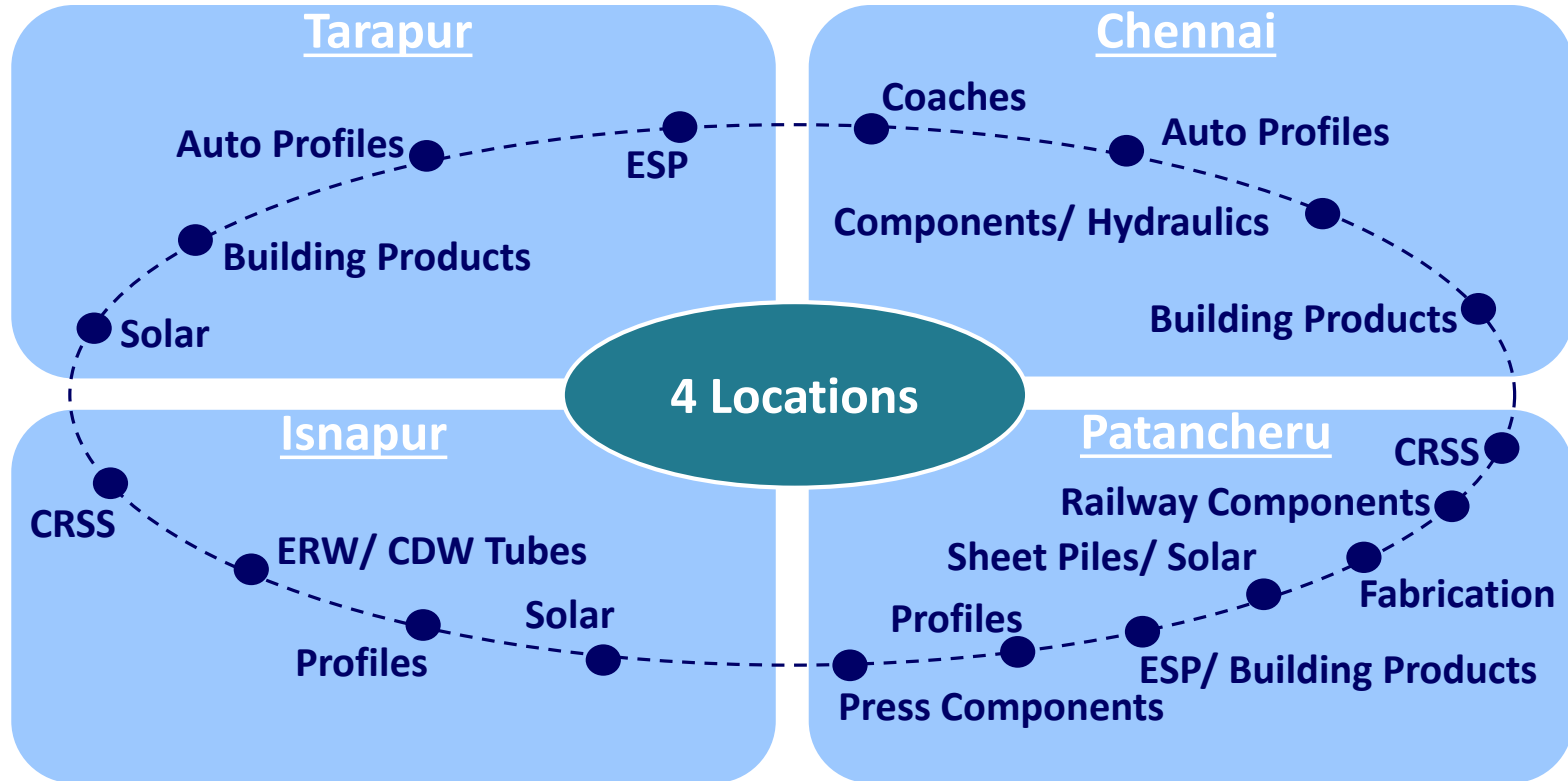 Tarapur
Auto Profiles
ESP
Building Products
Solar
Chennai
Coaches
Auto Profiles
Components/ Hydraulics
Building Products
4 Locations
Isnapur
CRSS
ERW/ CDW Tubes
Solar
Profiles
Patancheru
CRSS
Railway Components
Sheet Piles/ Solar
Fabrication
Profiles
ESP/ Building Products
Press Components